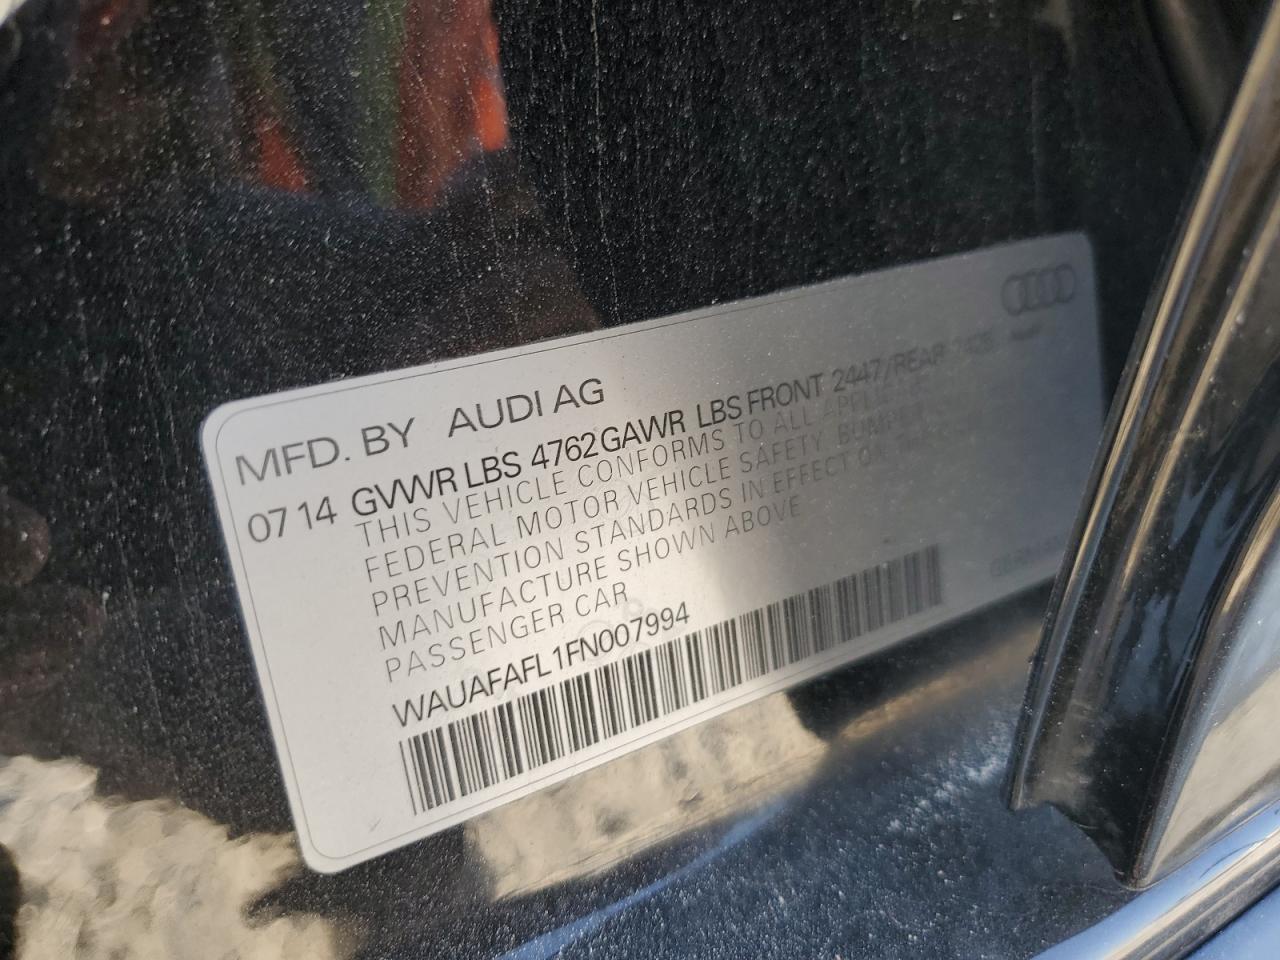 MFD. BY AUDI AG
07 14 GVWR LBS 4762 GAWR LBS FRONT 2447/REAR
THIS VEHICLE CONFORMS TO ALL
FEDERAL MOTOR VEHICLE SAFETY, BUMPER
PREVENTION STANDARDS IN EFFECT ON
MANUFACTURE SHOWN ABOVE
PASSENGER CAR
WAUAFAFL1FN007994